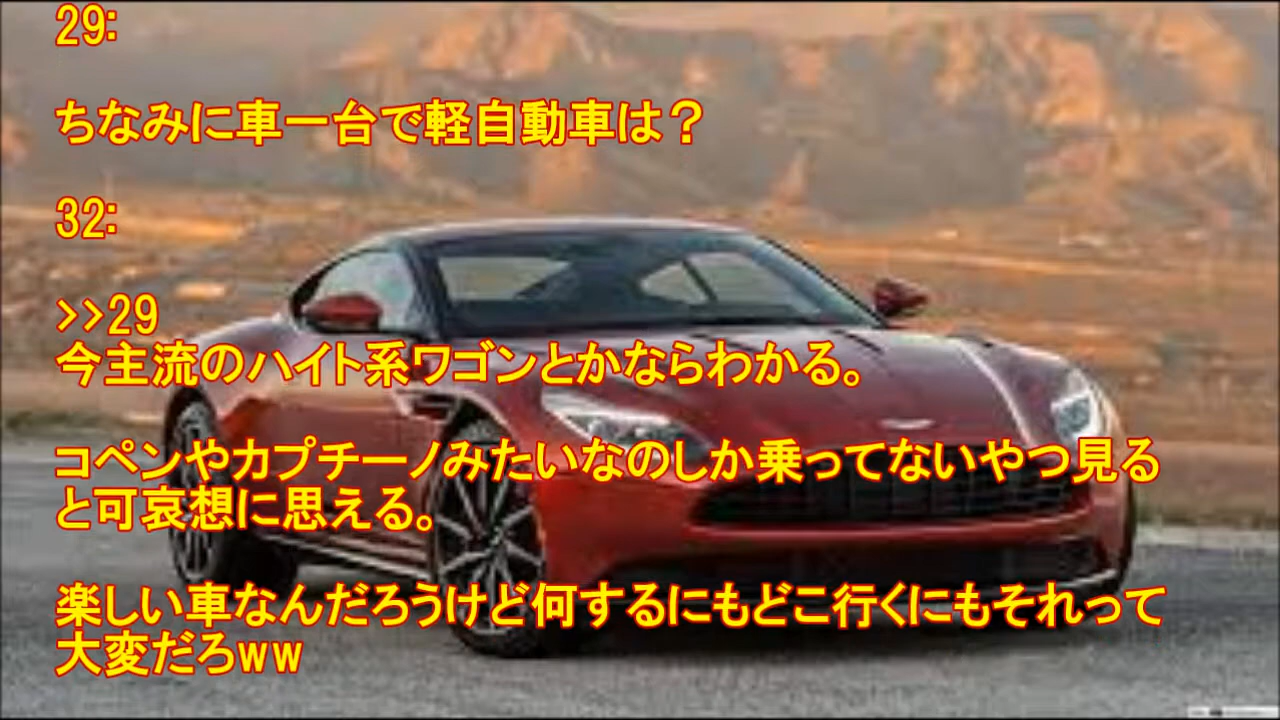 29:
ちなみに車一台で軽自動車は？
32:
>>29
今主流のハイト系ワゴンとかならわかる。
コペンやカプチーノみたいなのしか乗ってないやつ見る
と可哀想に思える。
楽しい車なんだろうけど何するにもどこ行くにもそれって
大変だろww